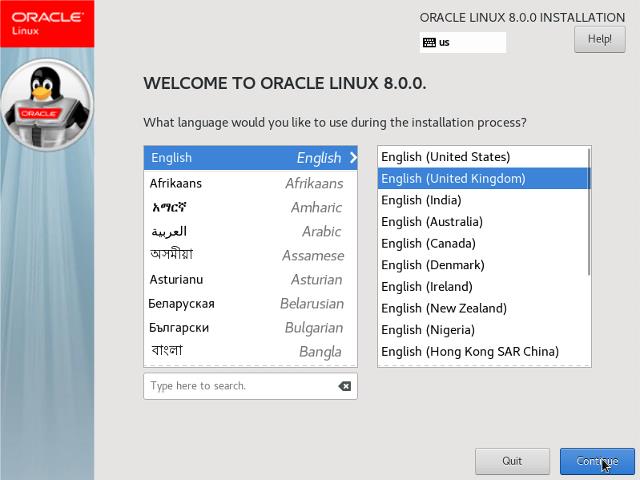 ORACLE
Linux
ORACLE
ORACLE LINUX 8.0.0 INSTALLATION
us
Help!
WELCOME TO ORACLE LINUX 8.0.0.
What language would you like to use during the installation process?
English English
Afrikaans Afrikaans
አማርኛ Amharic
العربية Arabic
অসমীয়া Assamese
Asturianu Asturian
Беларуская Belarusian
Български Bulgarian
বাংলা Bangla
Type here to search.
English (United States)
English (United Kingdom)
English (India)
English (Australia)
English (Canada)
English (Denmark)
English (Ireland)
English (New Zealand)
English (Nigeria)
English (Hong Kong SAR China)
Quit
Continue